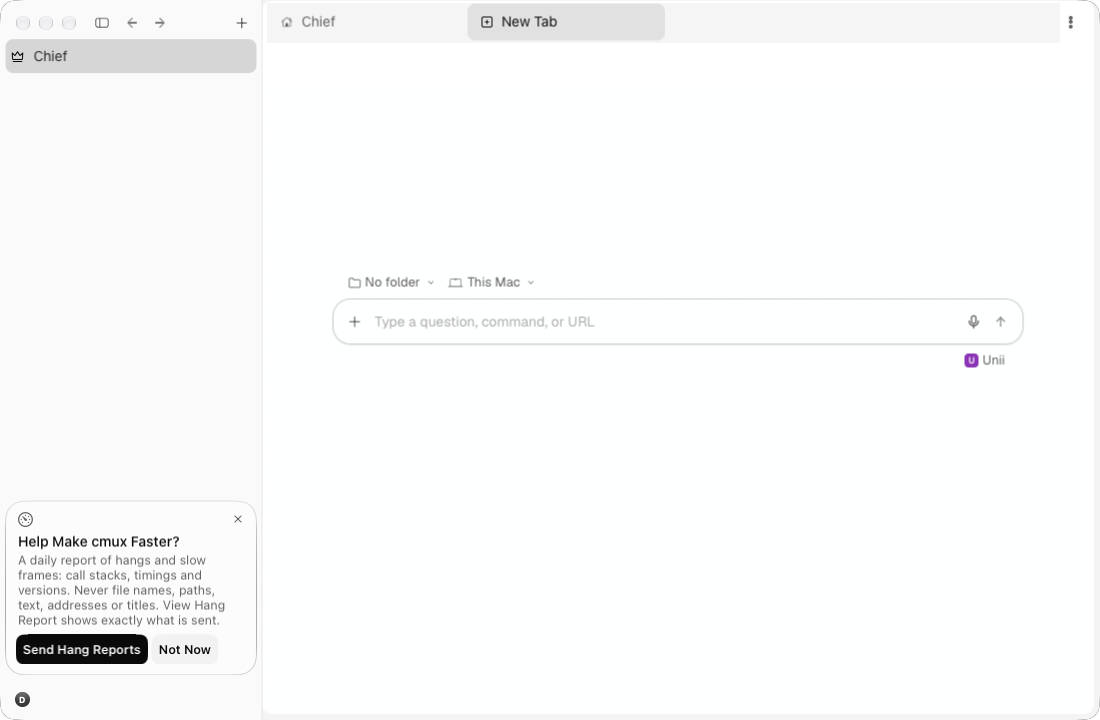 Chief
New Tab
Chief
No folder
This Mac
Type a question, command, or URL
U Unii
Help Make cmux Faster?
A daily report of hangs and slow
frames: call stacks, timings and
versions. Never file names, paths,
text, addresses or titles. View Hang
Report shows exactly what is sent.
Send Hang Reports
Not Now
D